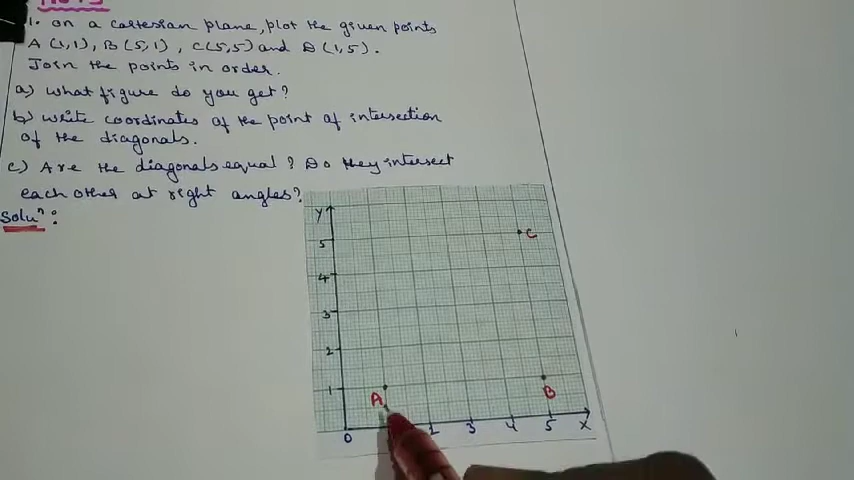 1. On a cartesian plane, plot the given points
A (1,1), B (5,1), C(5,5) and D (1,5).
Join the points in order.
a) what figure do you get?
b) write coordinates of the point of intersection
of the diagonals.
c) Are the diagonals equal? Do they intersect
each other at right angles?
Soluⁿ:
Y
5
C
4
3
2
1
A
B
0
2
3
4
5
X